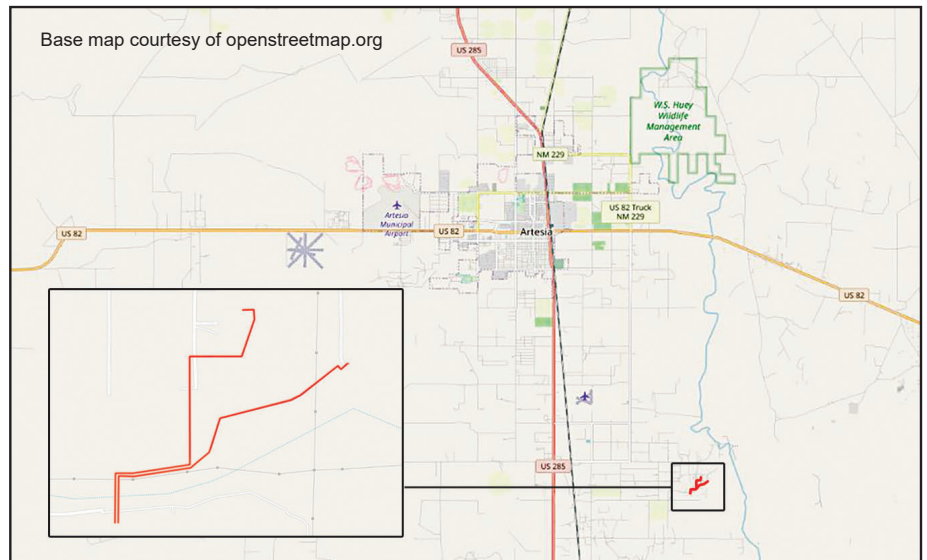 Base map courtesy of openstreetmap.org
US 285
W.S. Huey
Wildlife
Management
Area
NM 229
US 82 Truck
NM 229
Artesia
Municipal
Airport
US 82
US 82
Artesia
US 82
US 285